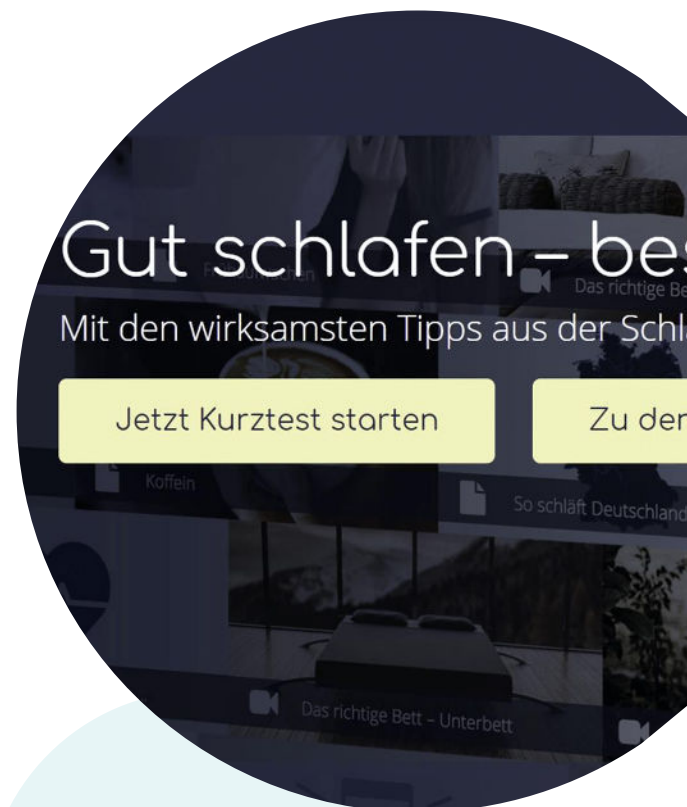 Gut schlafen – bes
Das richtige Be
Mit den wirksamsten Tipps aus der Schla
Jetzt Kurztest starten
Zu der
Koffein
So schläft Deutschland
Das richtige Bett – Unterbett